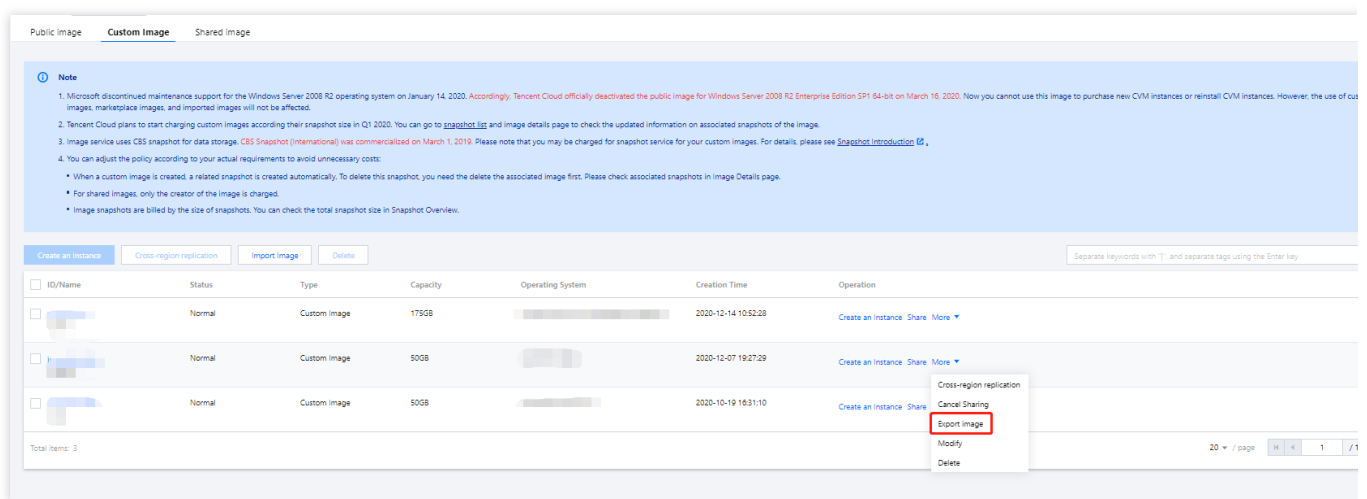 Public image Custom Image Shared image
Note
1. Microsoft discontinued maintenance support for the Windows Server 2008 R2 operating system on January 14, 2020. Accordingly, Tencent Cloud officially deactivated the public image for Windows Server 2008 R2 Enterprise Edition SP1 64-bit on March 16, 2020. Now you cannot use this image to purchase new CVM instances or reinstall CVM instances. However, the use of cus
images, marketplace images, and imported images will not be affected.
2. Tencent Cloud plans to start charging custom images according their snapshot size in Q1 2020. You can go to snapshot list and image details page to check the updated information on associated snapshots of the image.
3. Image service uses CBS snapshot for data storage. CBS Snapshot (International) was commercialized on March 1, 2019. Please note that you may be charged for snapshot service for your custom images. For details, please see Snapshot Introduction .
4. You can adjust the policy according to your actual requirements to avoid unnecessary costs:
• When a custom image is created, a related snapshot is created automatically. To delete this snapshot, you need the delete the associated image first. Please check associated snapshots in Image Details page.
• For shared images, only the creator of the image is charged.
• Image snapshots are billed by the size of snapshots. You can check the total snapshot size in Snapshot Overview.
Create an Instance Cross-region replication Import Image Delete Separate keywords with "|" and separate tags using the Enter key
ID/Name Status Type Capacity Operating System Creation Time Operation
Normal Custom Image 175GB 2020-12-14 10:52:28 Create an Instance Share More
Normal Custom Image 50GB 2020-12-07 19:27:29 Create an Instance Share More
Cross-region replication
Normal Custom Image 50GB 2020-10-19 16:31:10 Create an Instance Share
Cancel Sharing
Export image
Modify
Delete
Total items: 3 20 / page 1 / 1